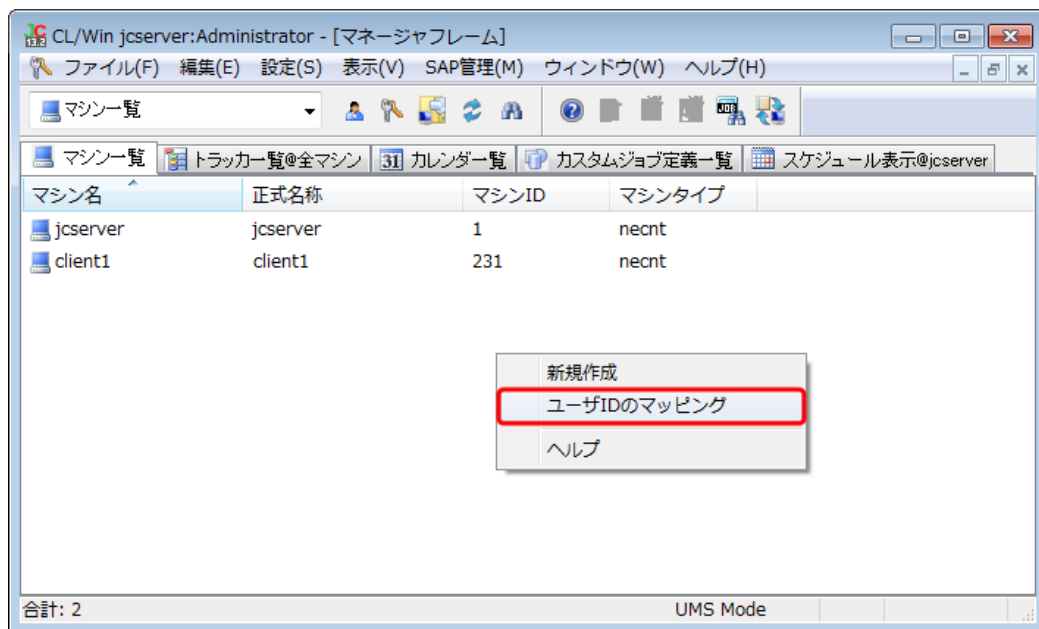 CL/Win jcserver:Administrator - [マネージャフレーム]
ファイル(F) 編集(E) 設定(S) 表示(V) SAP管理(M) ウィンドウ(W) ヘルプ(H)
マシン一覧
マシン一覧 トラッカー覧@全マシン 31 カレンダー覧 カスタムジョブ定義一覧 スケジュール表示@jcserver
マシン名 正式名称 マシンID マシンタイプ
jcserver jcserver 1 necnt
client1 client1 231 necnt
新規作成
ユーザIDのマッピング
ヘルプ
合計: 2 UMS Mode